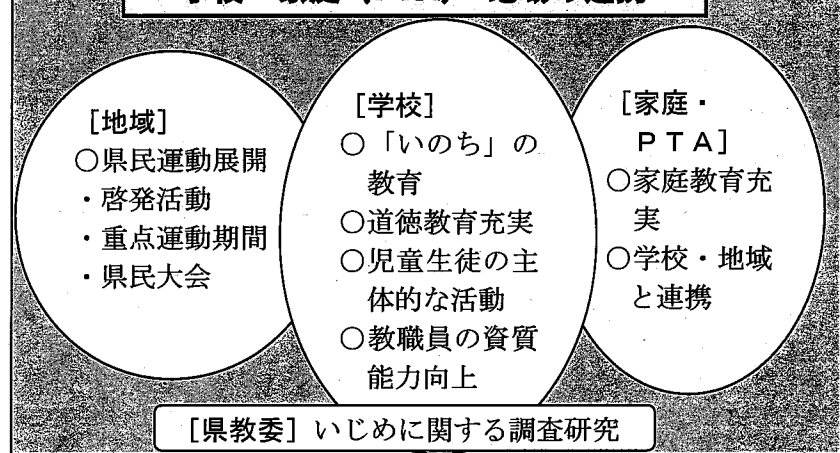 [地域]
○県民運動展開
・啓発活動
・重点運動期間
・県民大会
[学校]
○「いのち」の
教育
○道徳教育充実
○児童生徒の主
体的な活動
○教職員の資質
能力向上
[家庭・
ＰＴＡ]
○家庭教育充
実
○学校・地域
と連携
[県教委] いじめに関する調査研究